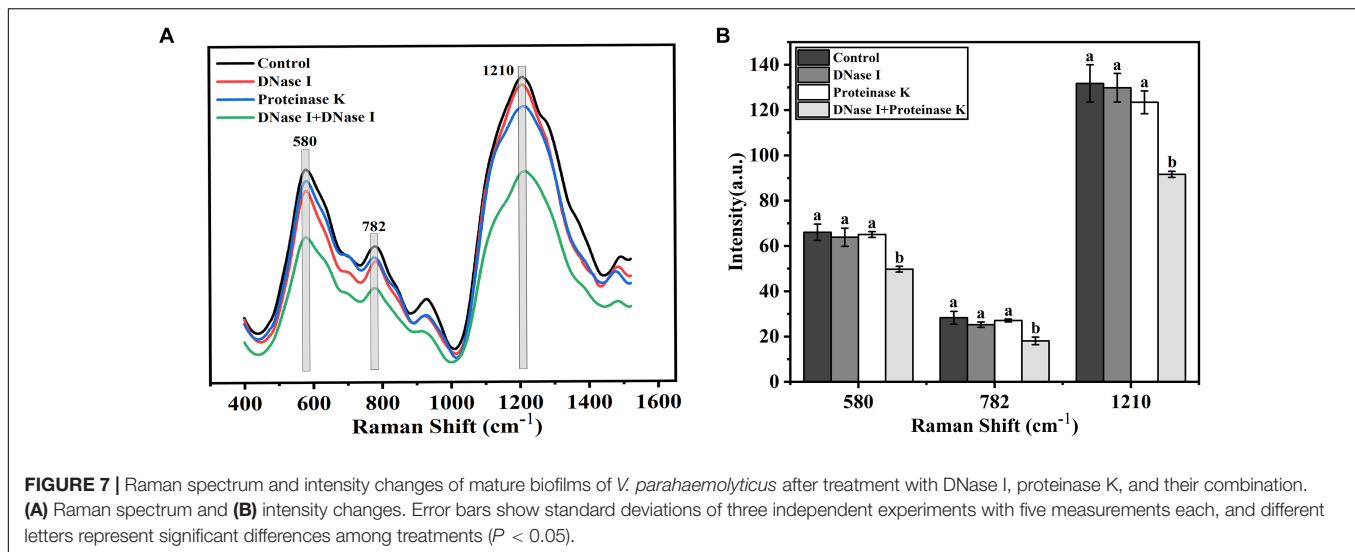 A
Control
DNase I
Proteinase K
DNase I+DNase I
580
782
1210
400 600 800 1000 1200 1400 1600
Raman Shift (cm⁻¹)
B
Control
DNase I
Proteinase K
DNase I+Proteinase K
140
120
100
80
60
40
20
0
Intensity(a.u.)
a a a b
a a a b
a a a b
580 782 1210
Raman Shift (cm⁻¹)
FIGURE 7 | Raman spectrum and intensity changes of mature biofilms of V. parahaemolyticus after treatment with DNase I, proteinase K, and their combination.
(A) Raman spectrum and (B) intensity changes. Error bars show standard deviations of three independent experiments with five measurements each, and different
letters represent significant differences among treatments (P < 0.05).